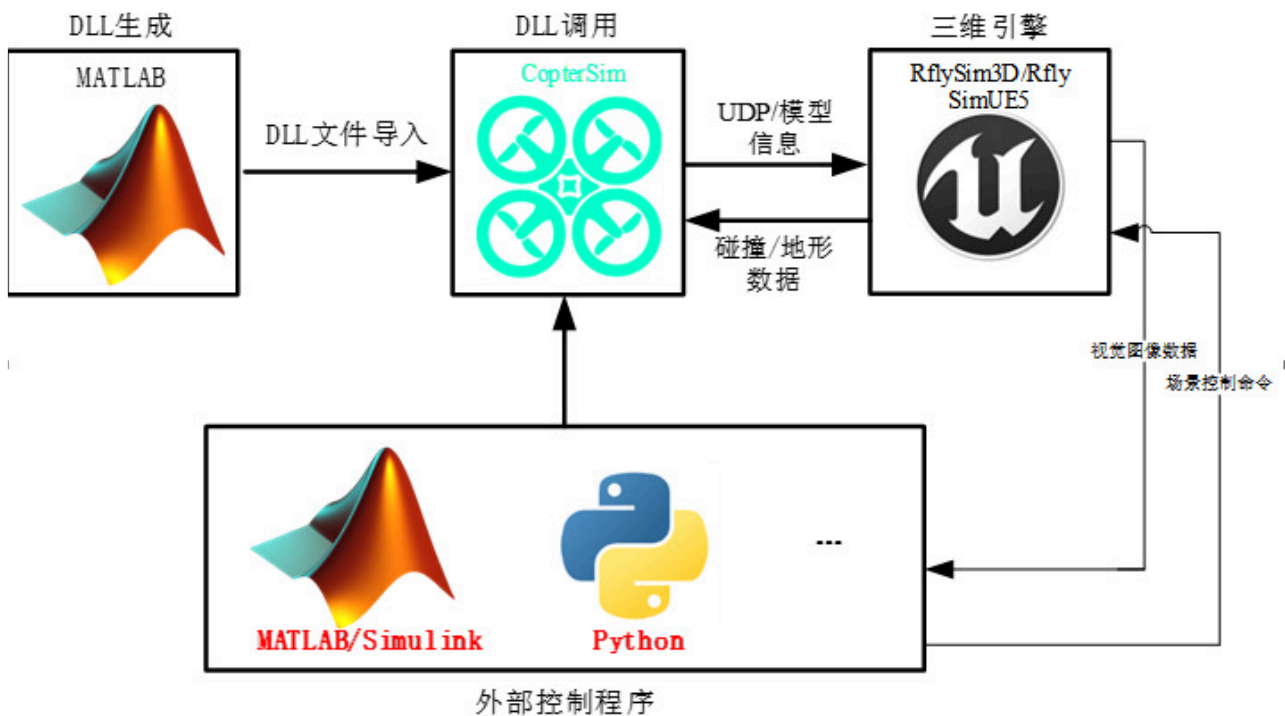 DLL生成
MATLAB
DLL文件导入
DLL调用
CopterSim
UDP/模型
信息
碰撞/地形
数据
三维引擎
RflySim3D/Rfly
SimUE5
视觉图像数据
场景控制命令
MATLAB/Simulink
Python
...
外部控制程序